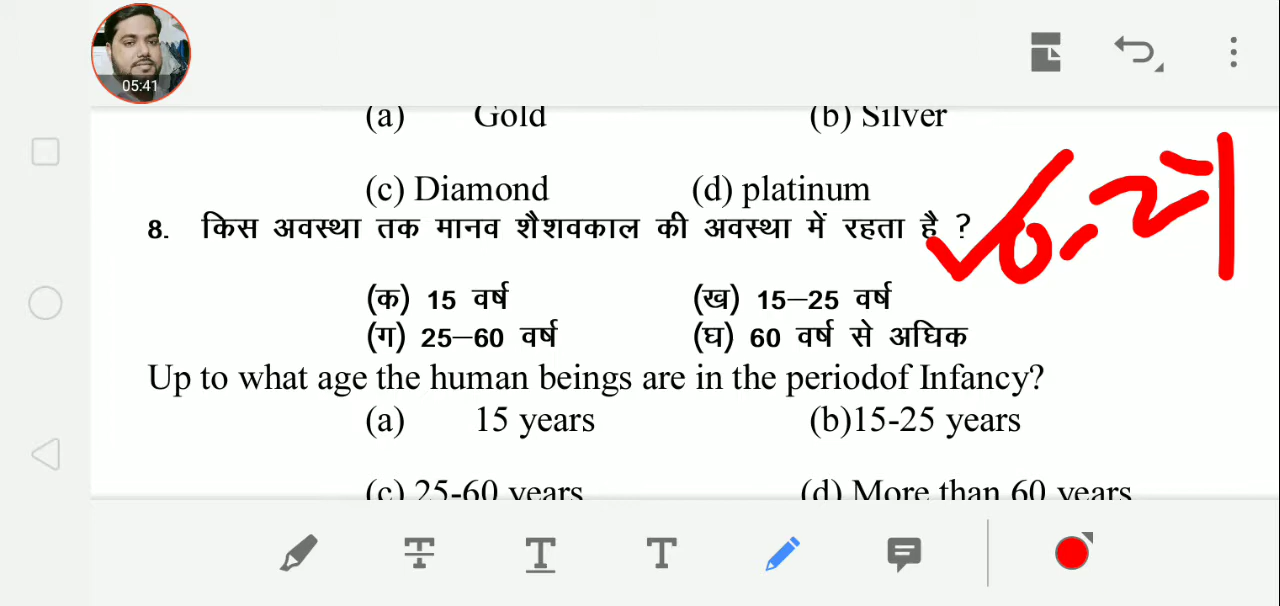 05:41
(a) Gold (b) Silver
(c) Diamond (d) platinum
8. किस अवस्था तक मानव शैशवकाल की अवस्था में रहता है ?
(क) 15 वर्ष (ख) 15–25 वर्ष
(ग) 25–60 वर्ष (घ) 60 वर्ष से अधिक
Up to what age the human beings are in the periodof Infancy?
(a) 15 years (b)15-25 years
(c) 25-60 years (d) More than 60 years